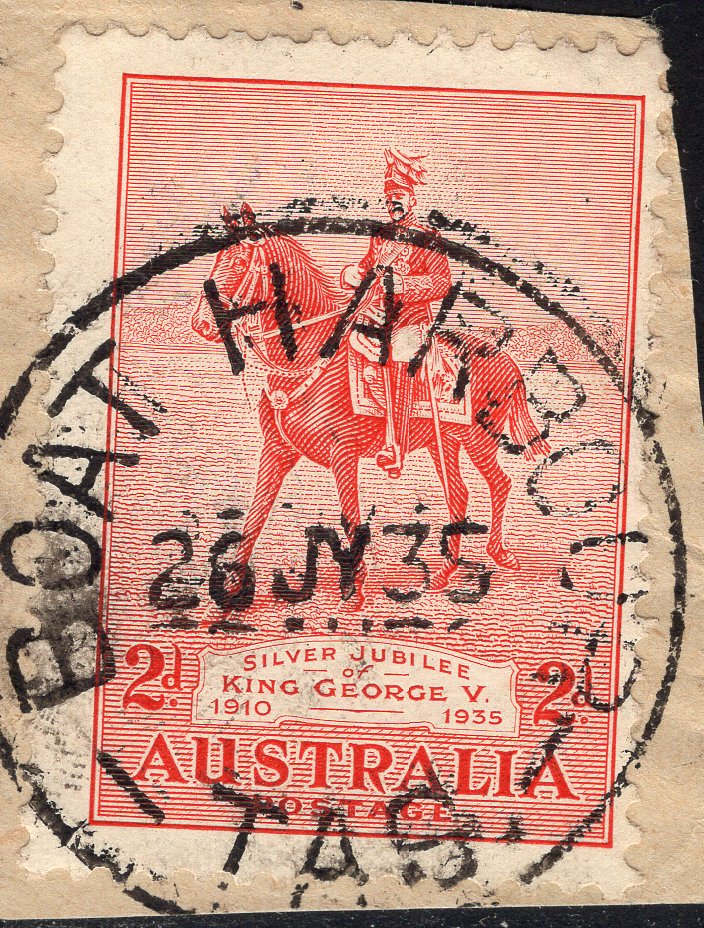 BOAT HARBOUR
26 JY 35
TAS
2d. SILVER JUBILEE 2d.
of
KING GEORGE V.
1910 — 1935
AUSTRALIA
POSTAGE